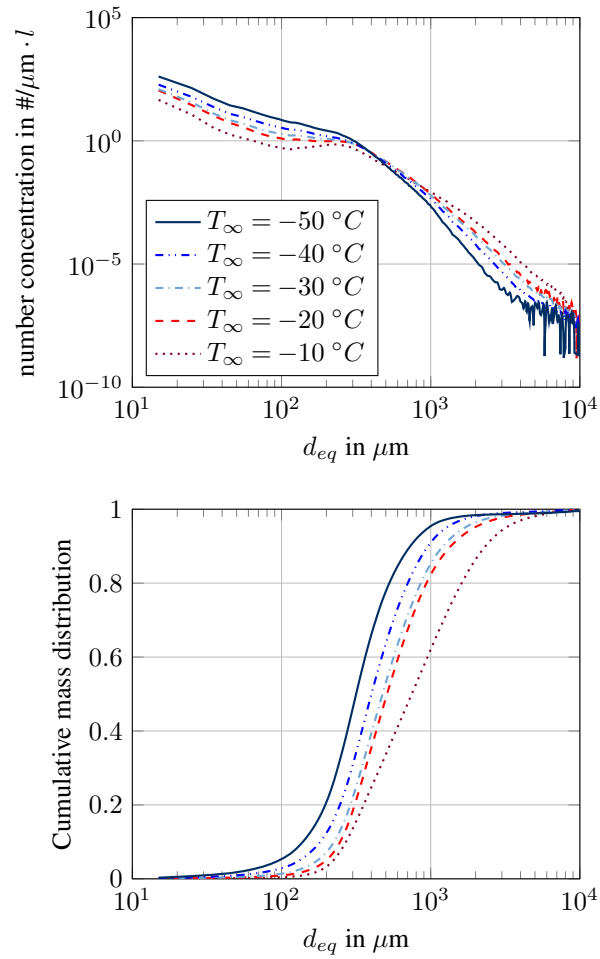 10^5
10^0
10^−5
10^−10
number concentration in #/μm · l
T_∞ = −50 °C
T_∞ = −40 °C
T_∞ = −30 °C
T_∞ = −20 °C
T_∞ = −10 °C
10^1 10^2 10^3 10^4
d_eq in μm
1
0.8
0.6
0.4
0.2
0
Cumulative mass distribution
10^1 10^2 10^3 10^4
d_eq in μm